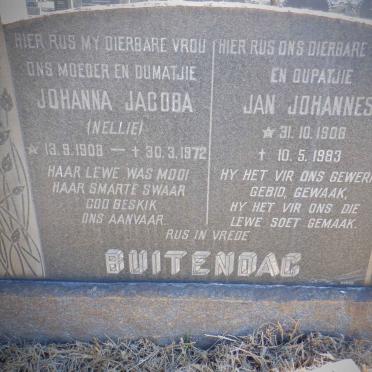 HIER RUS MY DIERBARE VROU
ONS MOEDER EN OUMATJIE
JOHANNA JACOBA
(NELLIE)
★ 13.9.1909 — ✝ 30.3.1972
HAAR LEWE WAS MOOI
HAAR SMARTE SWAAR
GOD BESKIK
ONS AANVAAR.
HIER RUS ONS DIERBARE
EN OUPATJIE
JAN JOHANNES
★ 31.10.1906
✝ 10.5.1983
HY HET VIR ONS GEWERK
GEBID, GEWAAK,
HY HET VIR ONS DIE
LEWE SOET GEMAAK.
RUS IN VREDE
BUITENDAG